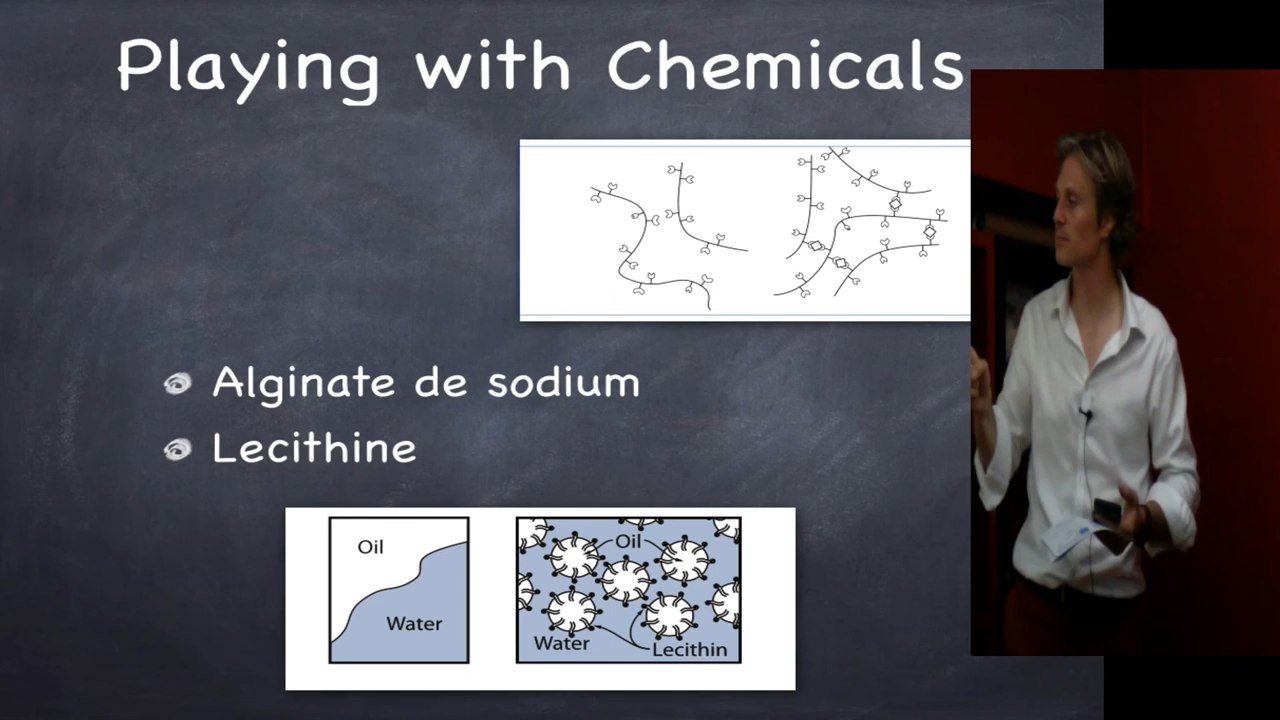 Playing with Chemicals
Alginate de sodium
Lecithine
Oil
Water
Oil
Water
Lecithin